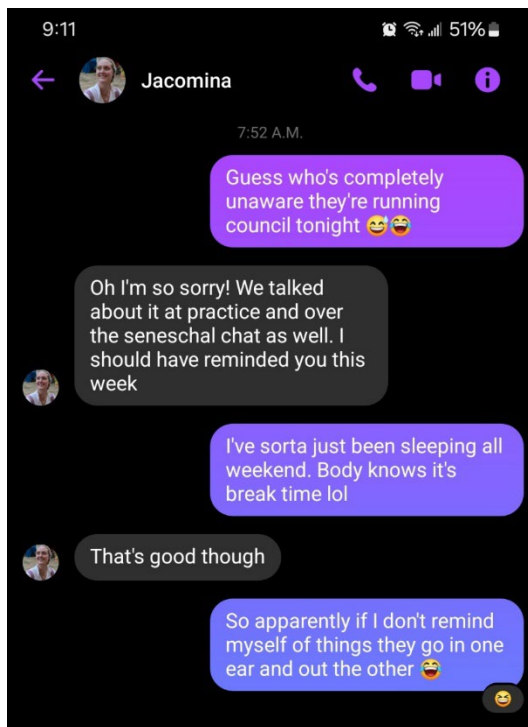 9:11
51%
Jacomina
7:52 A.M.
Guess who's completely
unaware they're running
council tonight 😅😂
Oh I'm so sorry! We talked
about it at practice and over
the seneschal chat as well. I
should have reminded you this
week
I've sorta just been sleeping all
weekend. Body knows it's
break time lol
That's good though
So apparently if I don't remind
myself of things they go in one
ear and out the other 😂